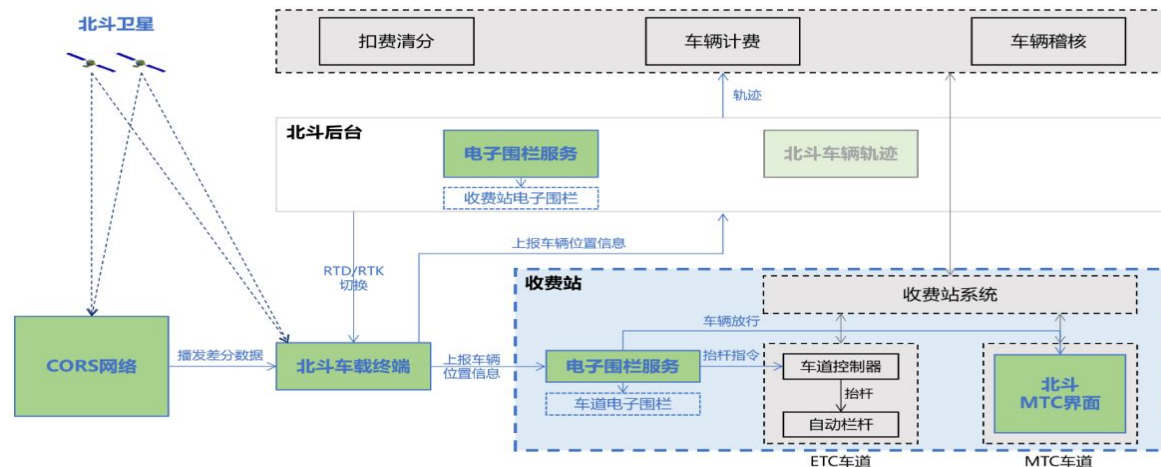 北斗卫星
扣费清分
车辆计费
车辆稽核
轨迹
北斗后台
电子围栏服务
北斗车辆轨迹
收费站电子围栏
上报车辆位置信息
RTD/RTK
切换
收费站
收费站系统
车辆放行
CORS网络
播发差分数据
北斗车载终端
上报车辆
位置信息
电子围栏服务
抬杆指令
车道控制器
北斗
MTC界面
车道电子围栏
抬杆
自动栏杆
ETC车道
MTC车道